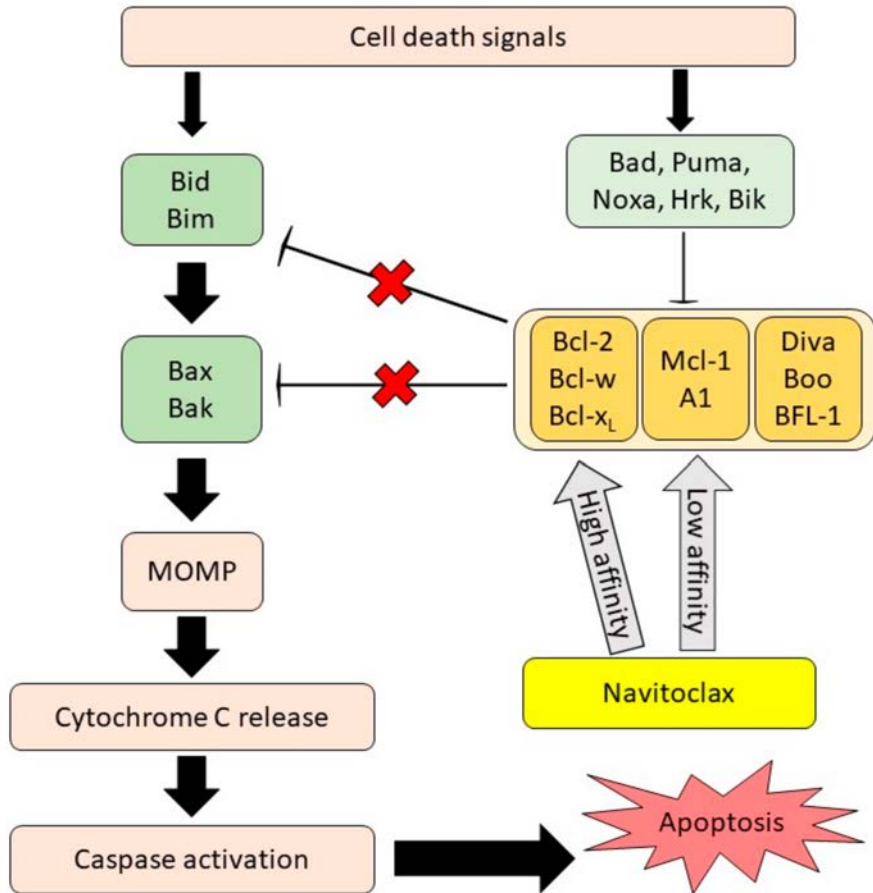 Cell death signals
Bid
Bim
Bad, Puma,
Noxa, Hrk, Bik
Bax
Bak
Bcl-2
Bcl-w
Bcl-xL
Mcl-1
A1
Diva
Boo
BFL-1
High affinity
Low affinity
MOMP
Navitoclax
Cytochrome C release
Caspase activation
Apoptosis